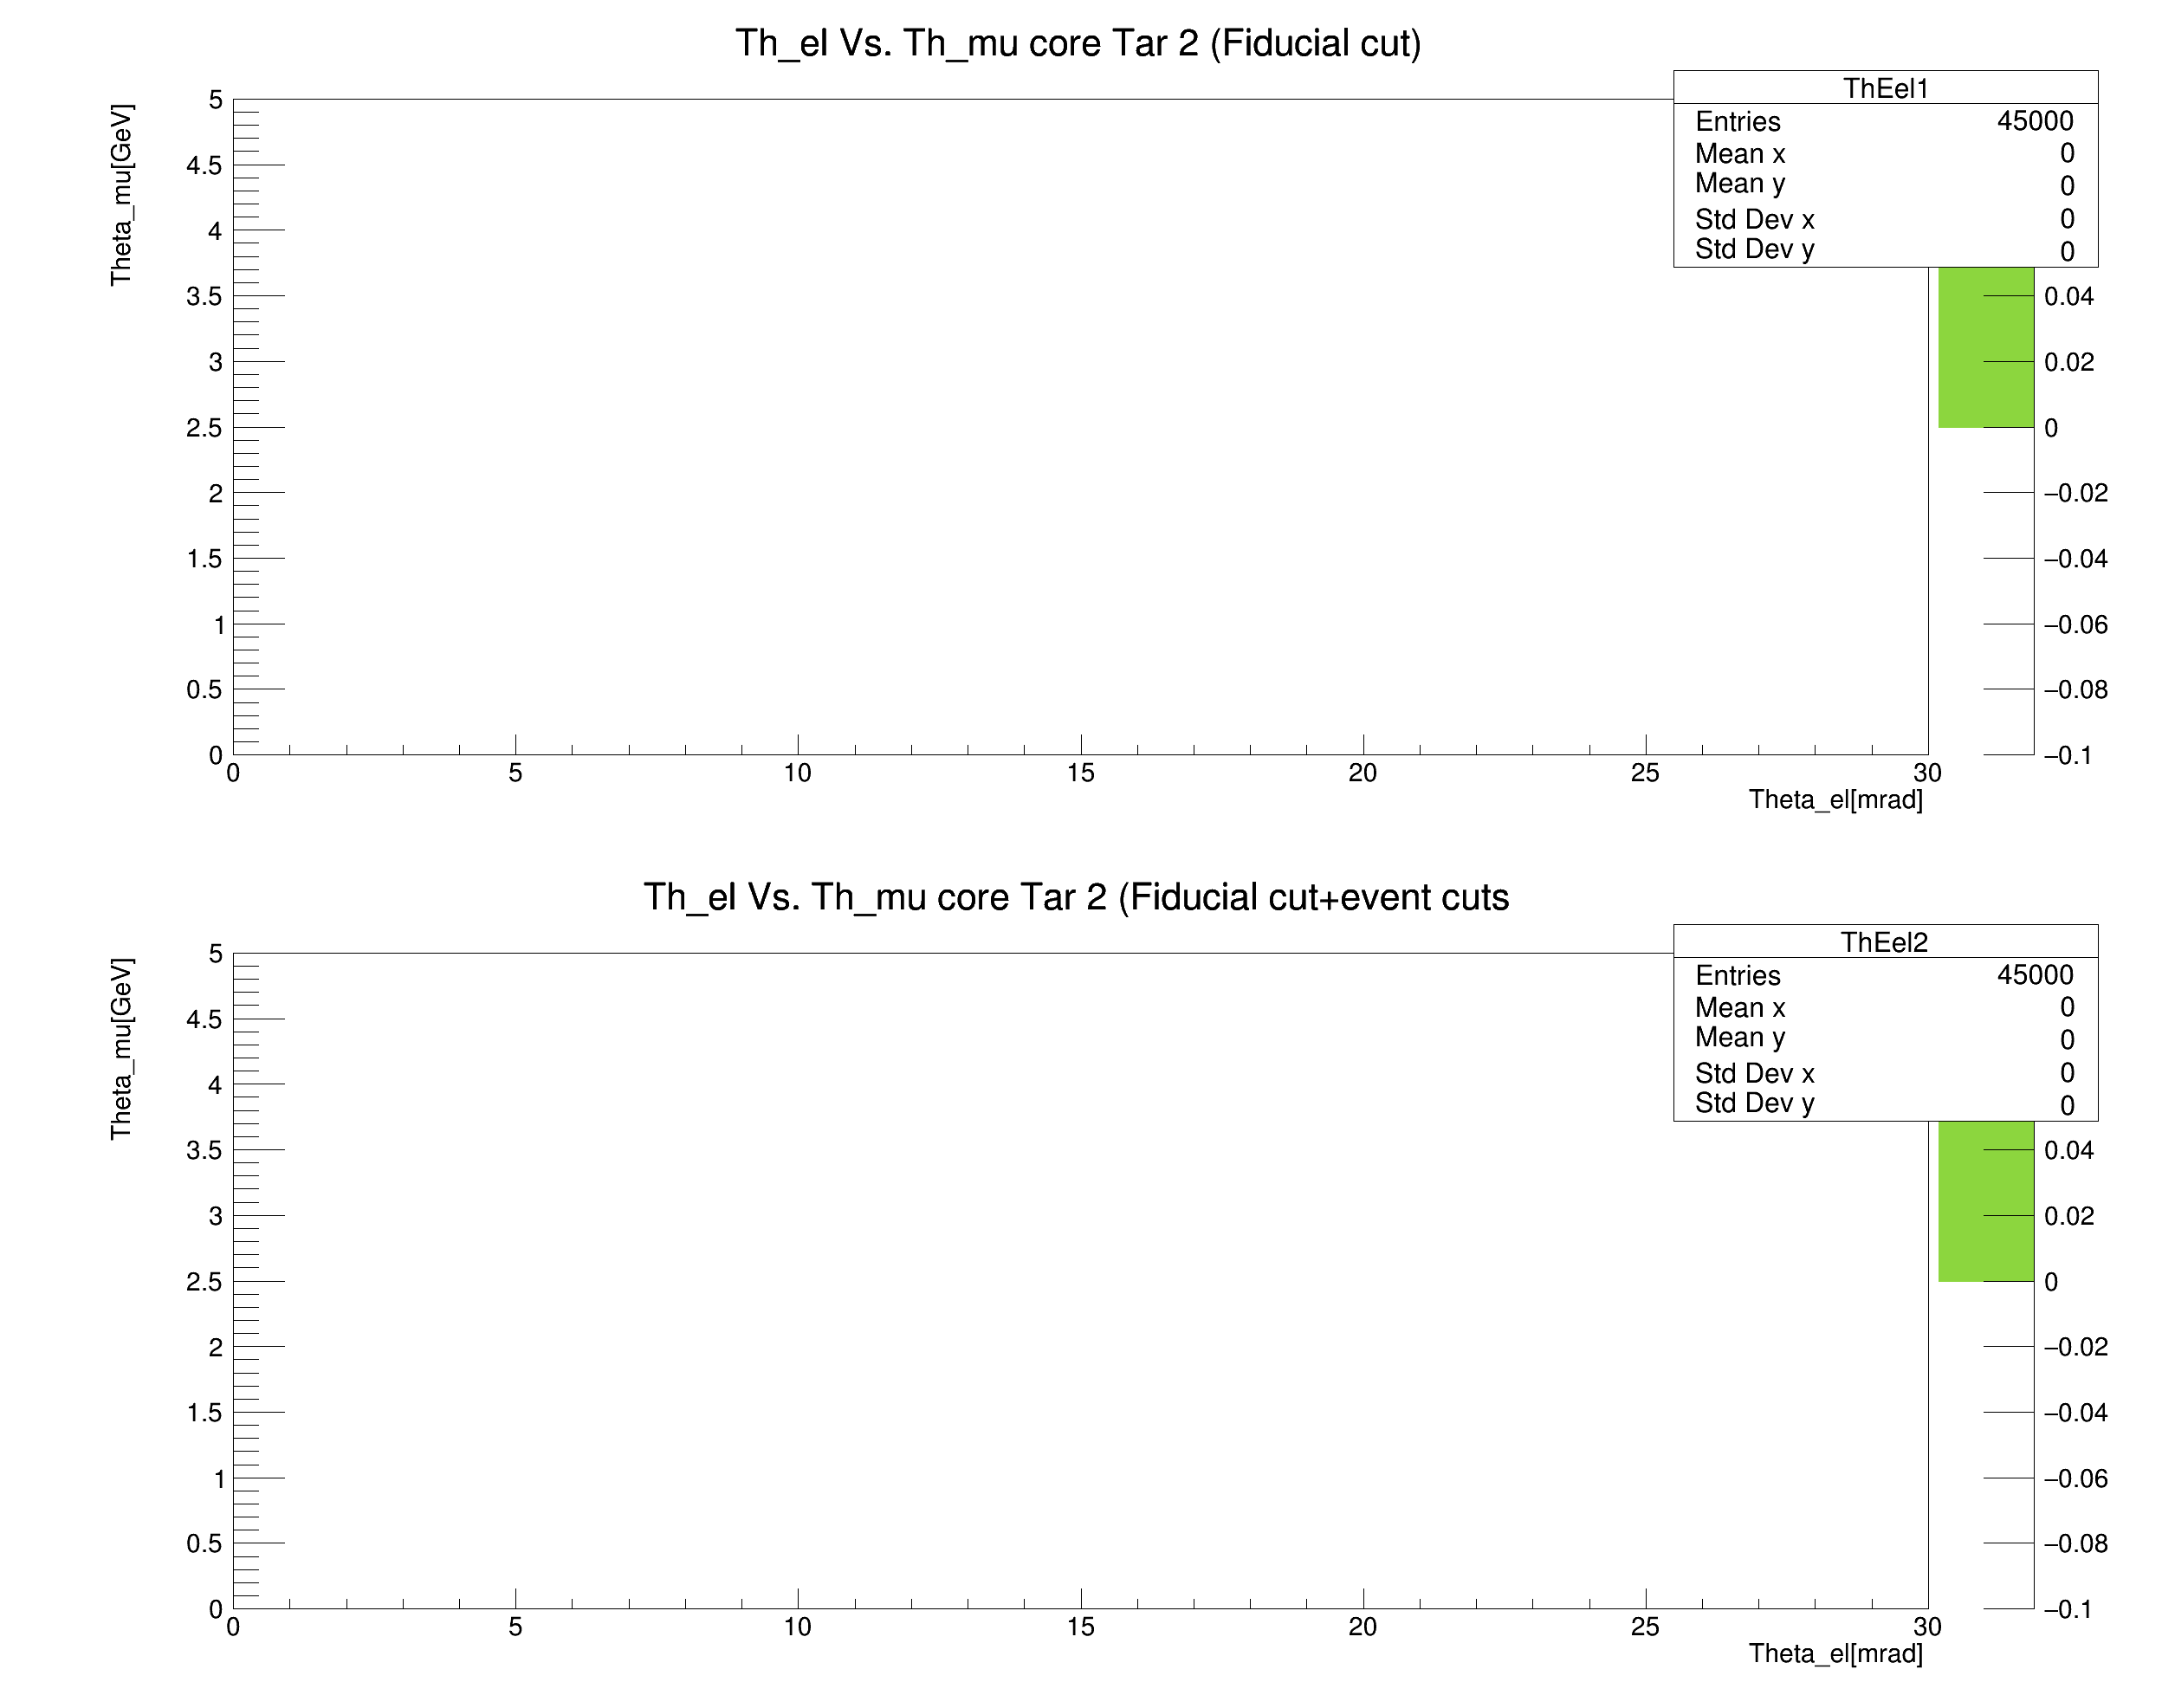 Th_el Vs. Th_mu core Tar 2 (Fiducial cut)
ThEel1
Entries 45000
Mean x 0
Mean y 0
Std Dev x 0
Std Dev y 0
Theta_mu[GeV]
5
4.5
4
3.5
3
2.5
2
1.5
1
0.5
0
0 5 10 15 20 25 30
Theta_el[mrad]
0.04
0.02
0
−0.02
−0.04
−0.06
−0.08
−0.1
Th_el Vs. Th_mu core Tar 2 (Fiducial cut+event cuts
ThEel2
Entries 45000
Mean x 0
Mean y 0
Std Dev x 0
Std Dev y 0
Theta_mu[GeV]
5
4.5
4
3.5
3
2.5
2
1.5
1
0.5
0
0 5 10 15 20 25 30
Theta_el[mrad]
0.04
0.02
0
−0.02
−0.04
−0.06
−0.08
−0.1